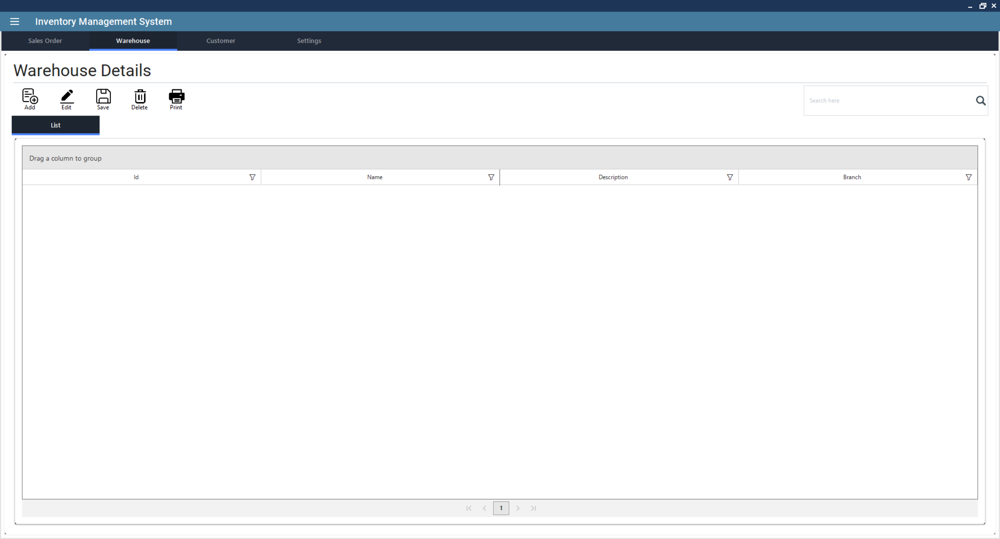 Inventory Management System
Sales Order Warehouse Customer Settings
Warehouse Details
Add Edit Save Delete Print
Search here
List
Drag a column to group
Id Name Description Branch
1